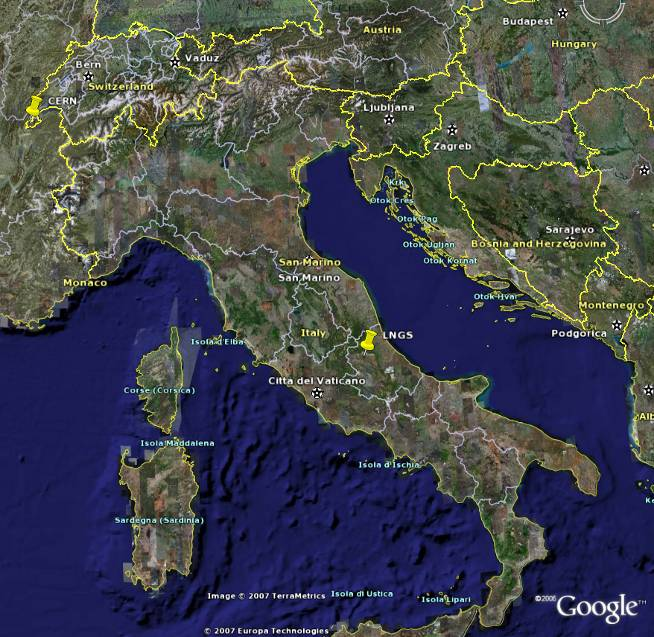 Budapest
Austria
Hungary
Bern
Vaduz
Switzerland
CERN
Ljubljana
Zagreb
Krk
Otok Cres
Otok Pag
Sarajevo
Otok Ugljan
Bosnia and Herzegovina
Otok Kornat
San Marino
San Marino
Monaco
Otok Hvar
Montenegro
Italy
LNGS
Podgorica
Isola d'Elba
Citta del Vaticano
Corse (Corsica)
Alb
Isola Maddalena
Isola d'Ischia
Ke
Sardegna (Sardinia)
Image © 2007 TerraMetrics
Isola di Ustica
Isola Lipari
©2006 Google™
© 2007 Europa Technologies